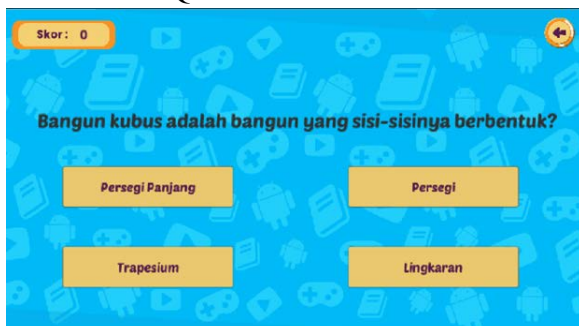 Skor: 0
Bangun kubus adalah bangun yang sisi-sisinya berbentuk?
Persegi Panjang
Persegi
Trapesium
Lingkaran